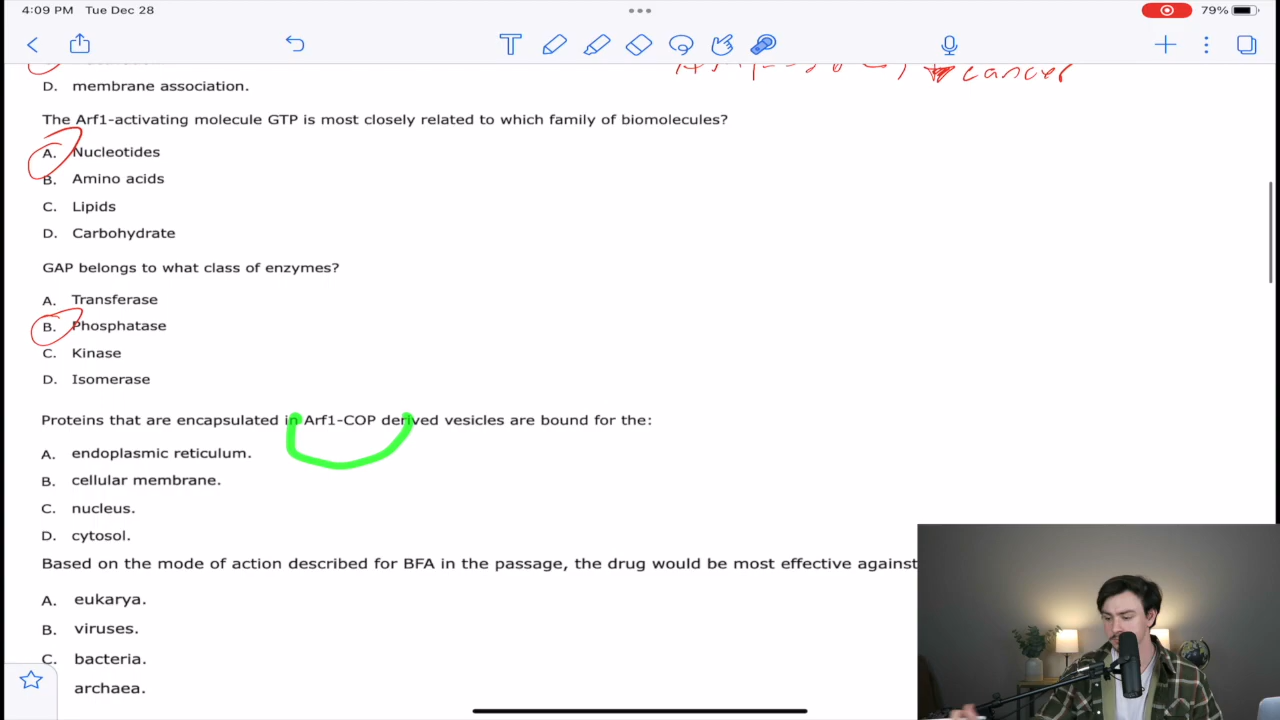 4:09 PM Tue Dec 28
79%
cancer
D. membrane association.
The Arf1-activating molecule GTP is most closely related to which family of biomolecules?
A. Nucleotides
B. Amino acids
C. Lipids
D. Carbohydrate
GAP belongs to what class of enzymes?
A. Transferase
B. Phosphatase
C. Kinase
D. Isomerase
Proteins that are encapsulated in Arf1-COP derived vesicles are bound for the:
A. endoplasmic reticulum.
B. cellular membrane.
C. nucleus.
D. cytosol.
Based on the mode of action described for BFA in the passage, the drug would be most effective against
A. eukarya.
B. viruses.
C. bacteria.
archaea.